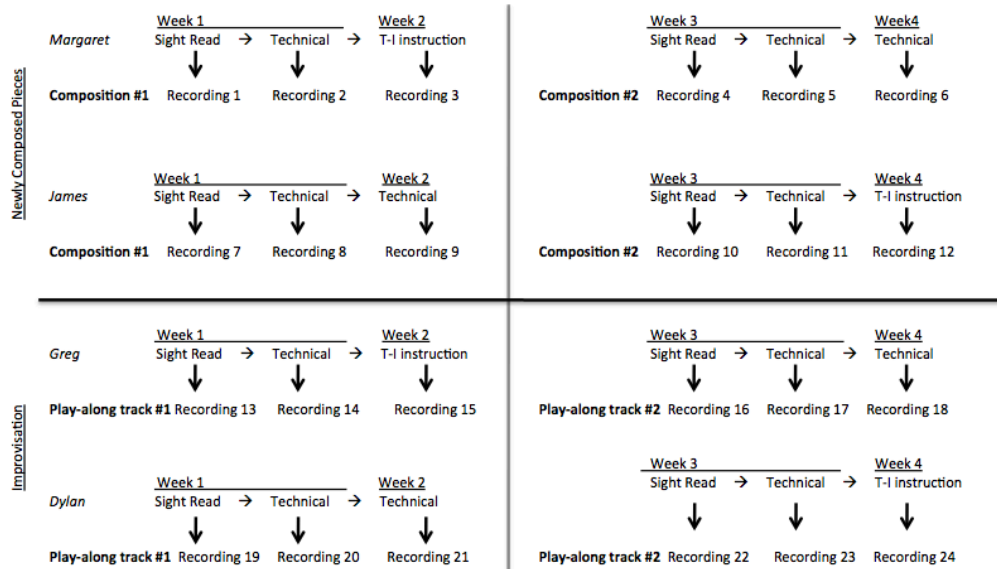 Newly Composed Pieces
Week 1 Week 2
Margaret Sight Read → Technical → T-I instruction
Composition #1 Recording 1 Recording 2 Recording 3
Week 3 Week4
Sight Read → Technical → Technical
Composition #2 Recording 4 Recording 5 Recording 6
Week 1 Week 2
James Sight Read → Technical → Technical
Composition #1 Recording 7 Recording 8 Recording 9
Week 3 Week 4
Sight Read → Technical → T-I instruction
Composition #2 Recording 10 Recording 11 Recording 12
Improvisation
Week 1 Week 2
Greg Sight Read → Technical → T-I instruction
Play-along track #1 Recording 13 Recording 14 Recording 15
Week 3 Week 4
Sight Read → Technical → Technical
Play-along track #2 Recording 16 Recording 17 Recording 18
Week 1 Week 2
Dylan Sight Read → Technical → Technical
Play-along track #1 Recording 19 Recording 20 Recording 21
Week 3 Week 4
Sight Read → Technical → T-I instruction
Play-along track #2 Recording 22 Recording 23 Recording 24